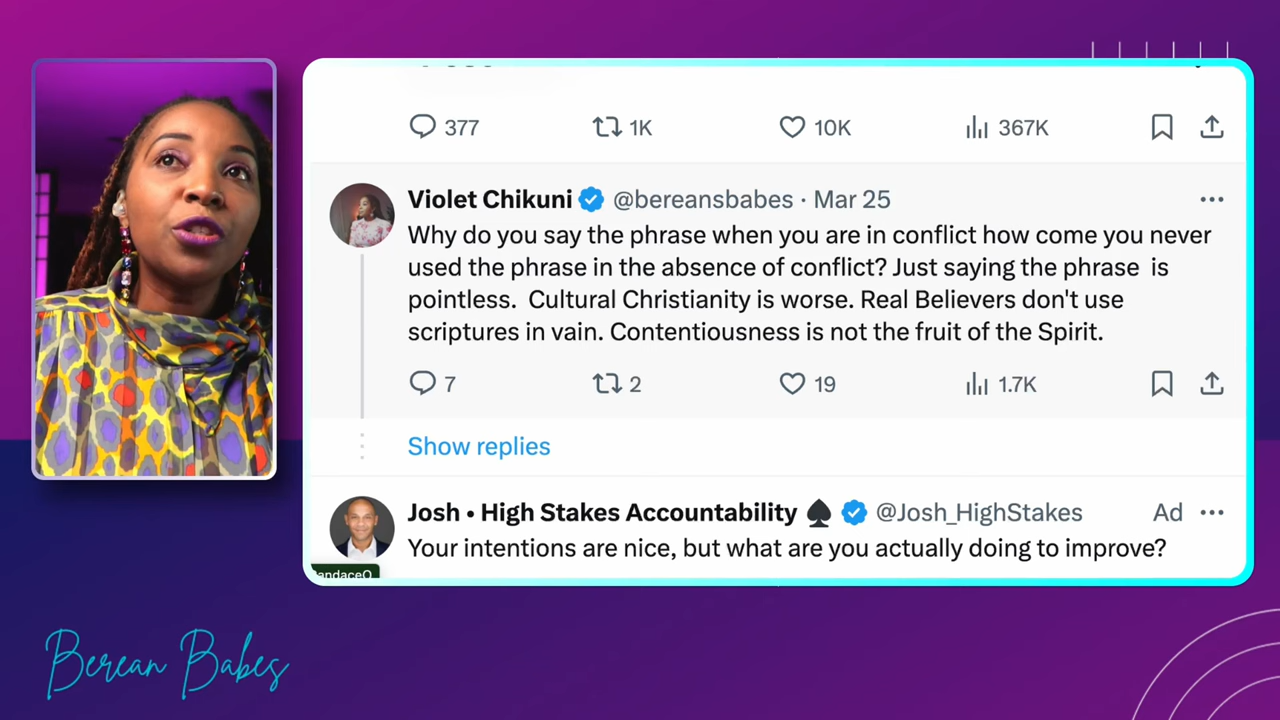 377 1K 10K 367K
Violet Chikuni @bereansbabes · Mar 25
Why do you say the phrase when you are in conflict how come you never
used the phrase in the absence of conflict? Just saying the phrase is
pointless. Cultural Christianity is worse. Real Believers don't use
scriptures in vain. Contentiousness is not the fruit of the Spirit.
7 2 19 1.7K
Show replies
Josh • High Stakes Accountability ♠ @Josh_HighStakes Ad
Your intentions are nice, but what are you actually doing to improve?
andaceO
Berean Babes